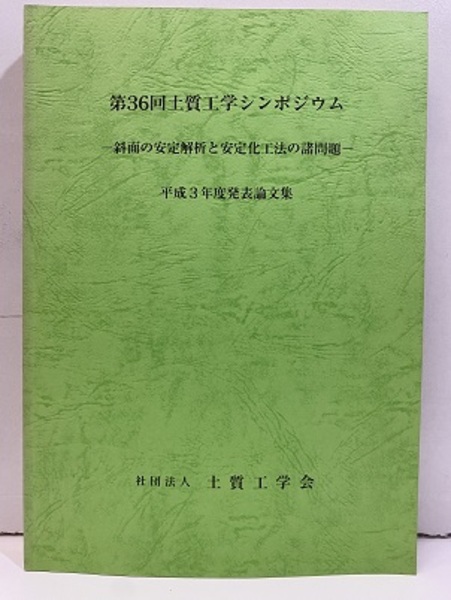 第36回土質工学シンポジウム
―斜面の安定解析と安定化工法の諸問題―
平成3年度発表論文集
社団法人 土質工学会